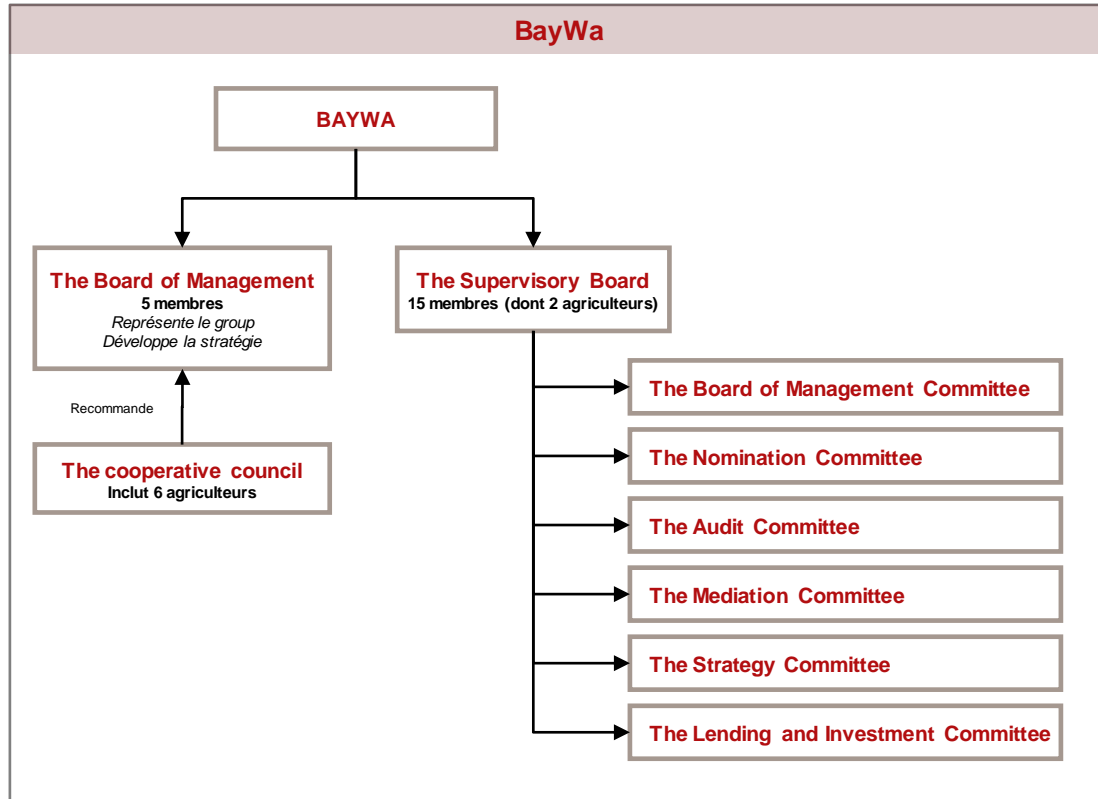 BayWa
BAYWA
The Board of Management
5 membres
Représente le group
Développe la stratégie
The Supervisory Board
15 membres (dont 2 agriculteurs)
Recommande
The cooperative council
Inclut 6 agriculteurs
The Board of Management Committee
The Nomination Committee
The Audit Committee
The Mediation Committee
The Strategy Committee
The Lending and Investment Committee